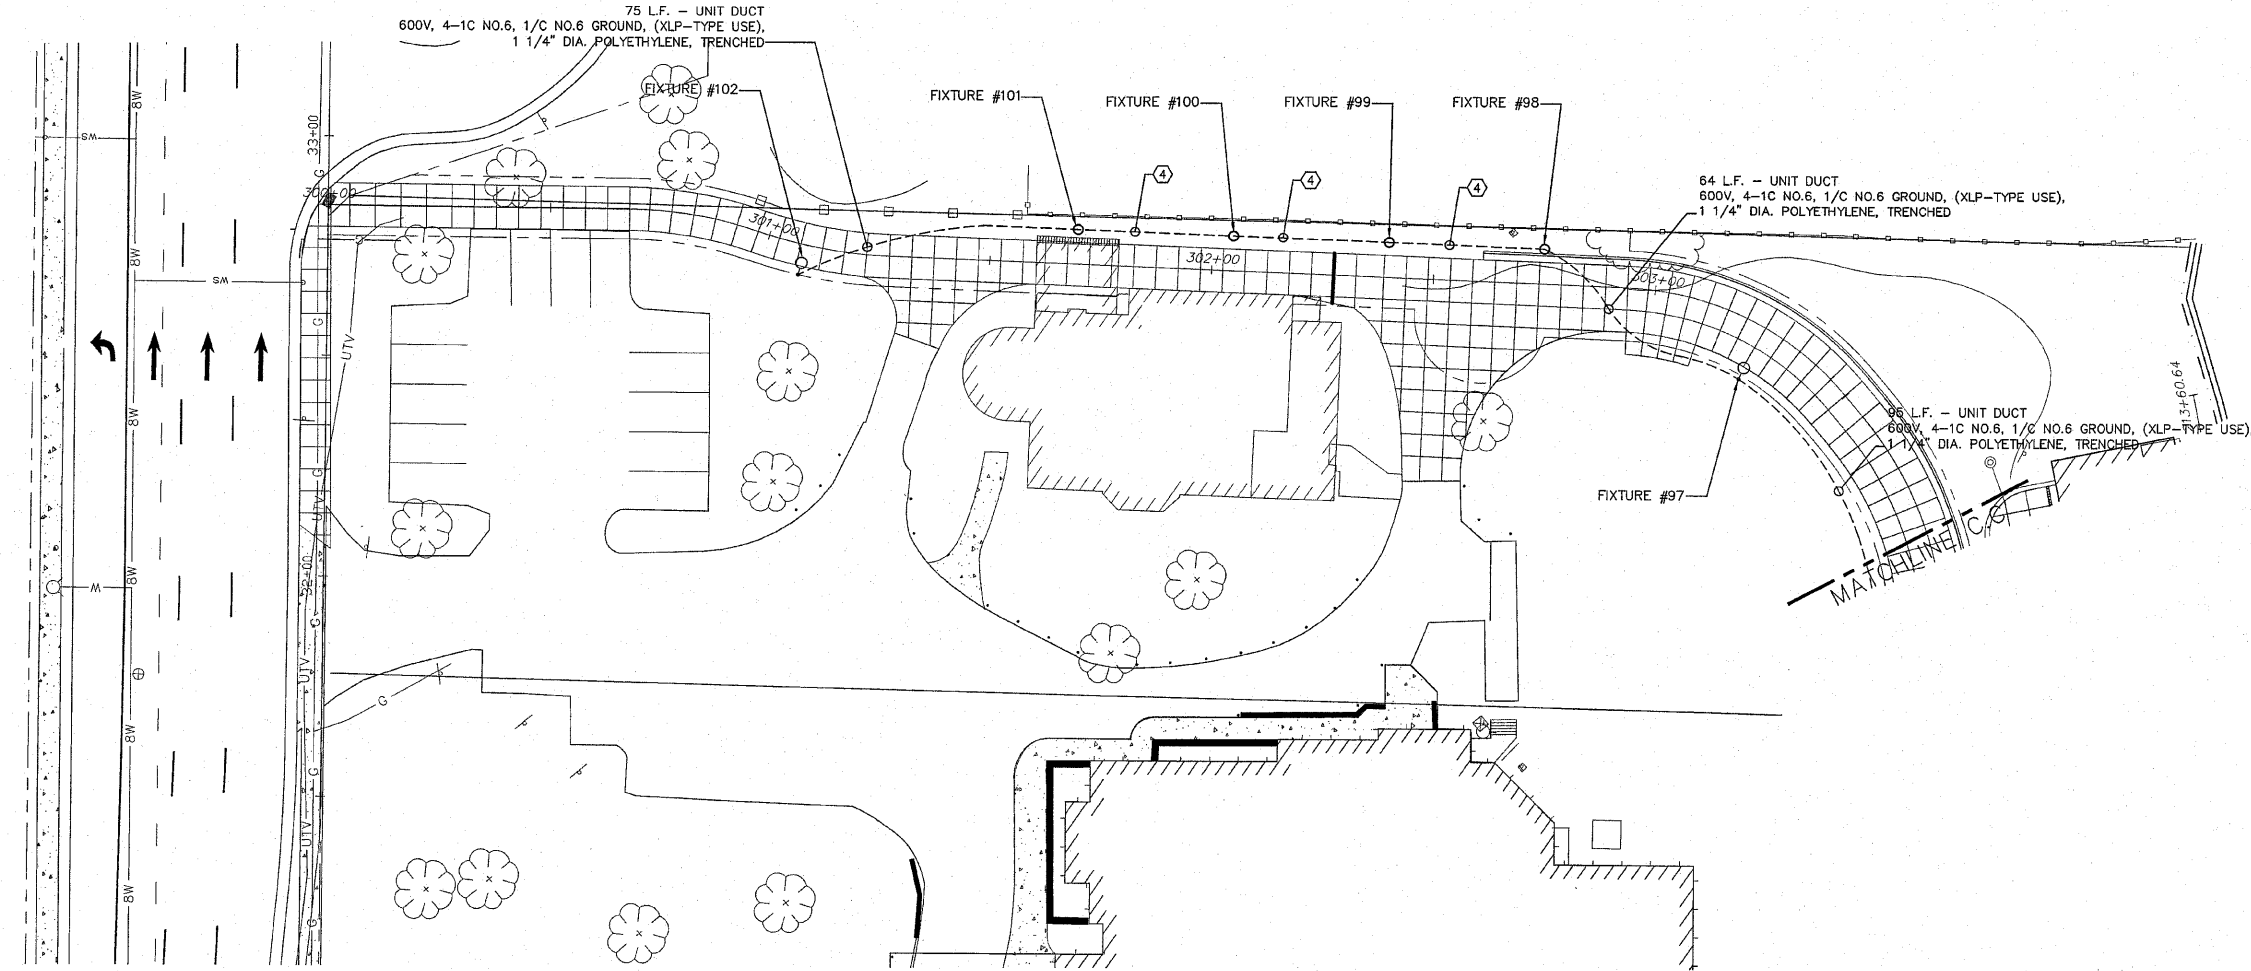 75 L.F. – UNIT DUCT
600V, 4–1C NO.6, 1/C NO.6 GROUND, (XLP–TYPE USE),
1 1/4" DIA. POLYETHYLENE, TRENCHED
FIXTURE #102
FIXTURE #101
FIXTURE #100
FIXTURE #99
FIXTURE #98
4
4
4
64 L.F. – UNIT DUCT
600V, 4–1C NO.6, 1/C NO.6 GROUND, (XLP–TYPE USE),
1 1/4" DIA. POLYETHYLENE, TRENCHED
33+00
300+00
301+00
302+00
303+00
8W
SW
G
8W
SW
G
UTV
8W
313+60.64
95 L.F. – UNIT DUCT
600V, 4–1C NO.6, 1/C NO.6 GROUND, (XLP–TYPE USE)
1 1/4" DIA. POLYETHYLENE, TRENCHED
FIXTURE #97
G
UTV
MATCHLINE C.C
8W
W
32+00
G
UTV
G
8W
G
UTV
8W
G